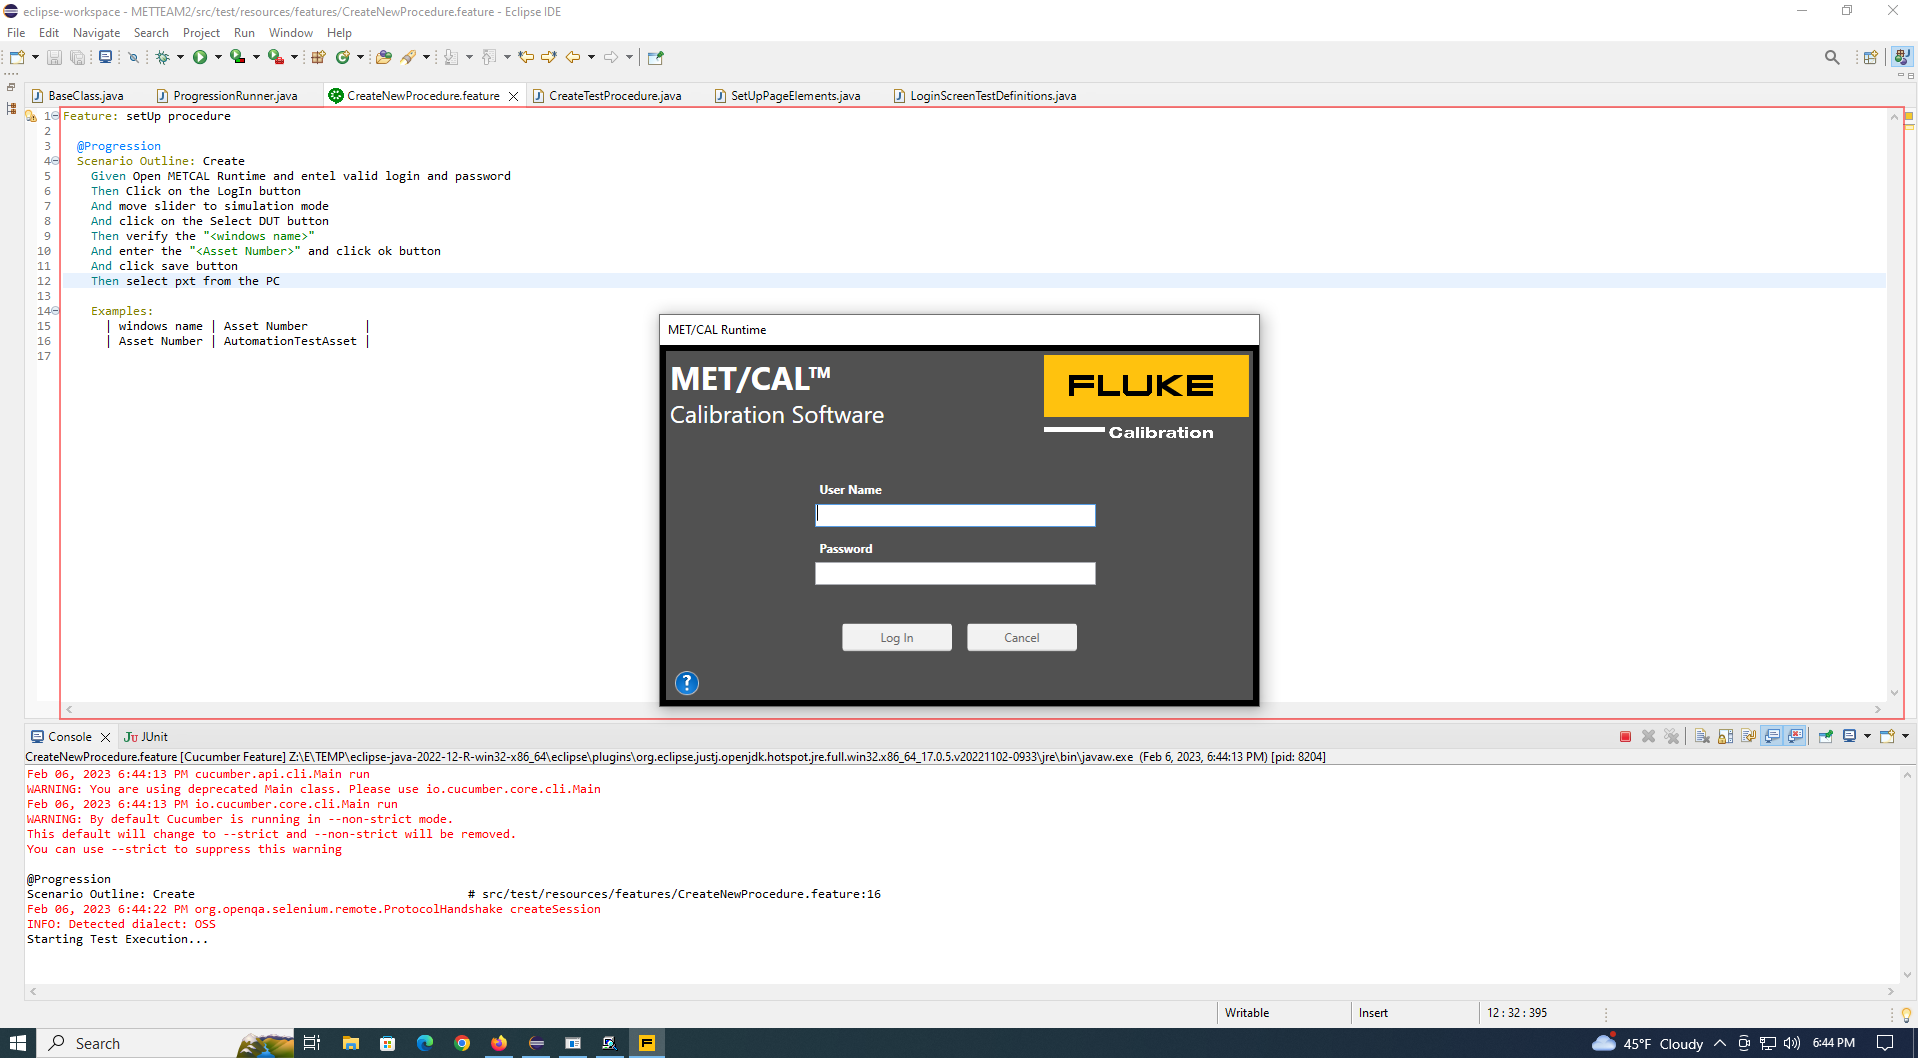 eclipse-workspace - METTEAM2/src/test/resources/features/CreateNewProcedure.feature - Eclipse IDE
File Edit Navigate Search Project Run Window Help
BaseClass.java ProgressionRunner.java CreateNewProcedure.feature CreateTestProcedure.java SetUpPageElements.java LoginScreenTestDefinitions.java
1 Feature: setUp procedure
2
3 @Progression
4 Scenario Outline: Create
5 Given Open METCAL Runtime and entel valid login and password
6 Then Click on the LogIn button
7 And move slider to simulation mode
8 And click on the Select DUT button
9 Then verify the "<windows name>"
10 And enter the "<Asset Number>" and click ok button
11 And click save button
12 Then select pxt from the PC
13
14 Examples:
15 | windows name | Asset Number |
16 | Asset Number | AutomationTestAsset |
17
MET/CAL Runtime
MET/CAL™
Calibration Software
FLUKE
Calibration
User Name
Password
Log In Cancel
?
Console JUnit
CreateNewProcedure.feature [Cucumber Feature] Z:\E\TEMP\eclipse-java-2022-12-R-win32-x86_64\eclipse\plugins\org.eclipse.justj.openjdk.hotspot.jre.full.win32.x86_64_17.0.5.v20221102-0933\jre\bin\javaw.exe (Feb 6, 2023, 6:44:13 PM) [pid: 8204]
Feb 06, 2023 6:44:13 PM cucumber.api.cli.Main run
WARNING: You are using deprecated Main class. Please use io.cucumber.core.cli.Main
Feb 06, 2023 6:44:13 PM io.cucumber.core.cli.Main run
WARNING: By default Cucumber is running in --non-strict mode.
This default will change to --strict and --non-strict will be removed.
You can use --strict to suppress this warning
@Progression
Scenario Outline: Create # src/test/resources/features/CreateNewProcedure.feature:16
Feb 06, 2023 6:44:22 PM org.openqa.selenium.remote.ProtocolHandshake createSession
INFO: Detected dialect: OSS
Starting Test Execution...
Writable Insert 12 : 32 : 395
Search 45°F Cloudy 6:44 PM